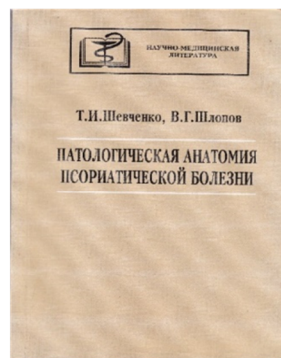 НАУЧНО-МЕДИЦИНСКАЯ
ЛИТЕРАТУРА
Т.И.Шевченко, В.Г.Шлопов
ПАТОЛОГИЧЕСКАЯ АНАТОМИЯ
ПСОРИАТИЧЕСКОЙ БОЛЕЗНИ